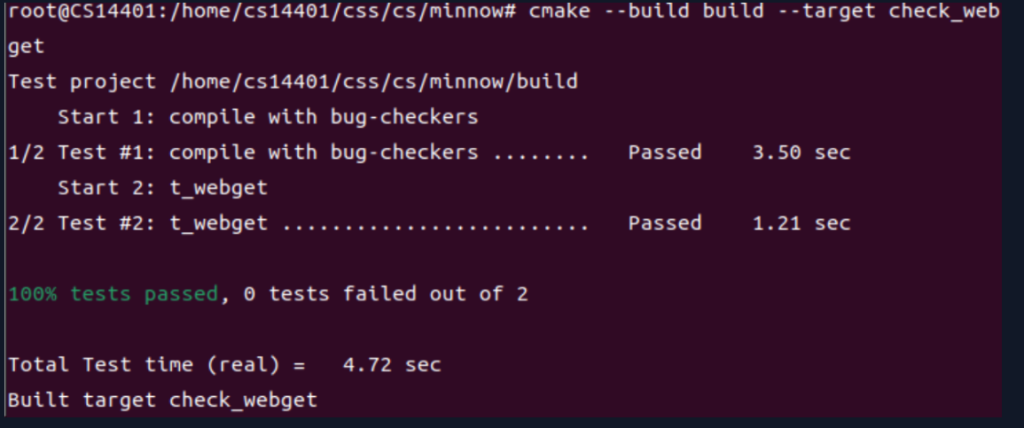 root@CS14401:/home/cs14401/css/cs/minnow# cmake --build build --target check_web
get
Test project /home/cs14401/css/cs/minnow/build
    Start 1: compile with bug-checkers
1/2 Test #1: compile with bug-checkers ........   Passed    3.50 sec
    Start 2: t_webget
2/2 Test #2: t_webget .........................   Passed    1.21 sec

100% tests passed, 0 tests failed out of 2

Total Test time (real) =   4.72 sec
Built target check_webget